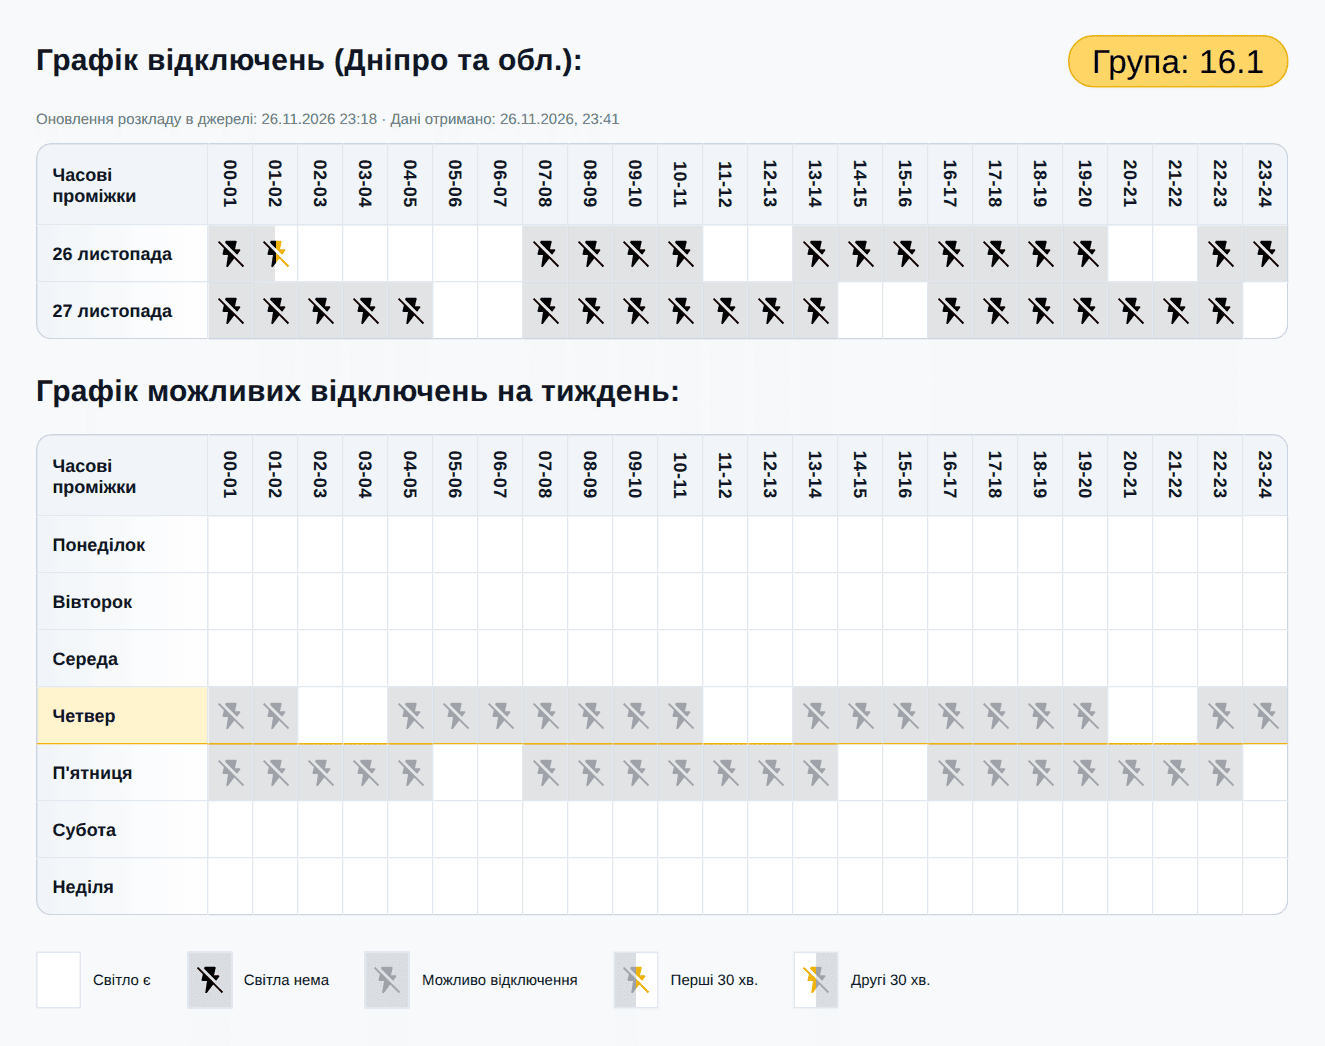 Графік відключень (Дніпро та обл.):
Група: 16.1
Оновлення розкладу в джерелі: 26.11.2026 23:18 · Дані отримано: 26.11.2026, 23:41
Часові
проміжки
00-01 01-02 02-03 03-04 04-05 05-06 06-07 07-08 08-09 09-10 10-11 11-12 12-13 13-14 14-15 15-16 16-17 17-18 18-19 19-20 20-21 21-22 22-23 23-24
26 листопада
27 листопада
Графік можливих відключень на тиждень:
Часові
проміжки
00-01 01-02 02-03 03-04 04-05 05-06 06-07 07-08 08-09 09-10 10-11 11-12 12-13 13-14 14-15 15-16 16-17 17-18 18-19 19-20 20-21 21-22 22-23 23-24
Понеділок
Вівторок
Середа
Четвер
П'ятниця
Субота
Неділя
Світло є
Світла нема
Можливо відключення
Перші 30 хв.
Другі 30 хв.